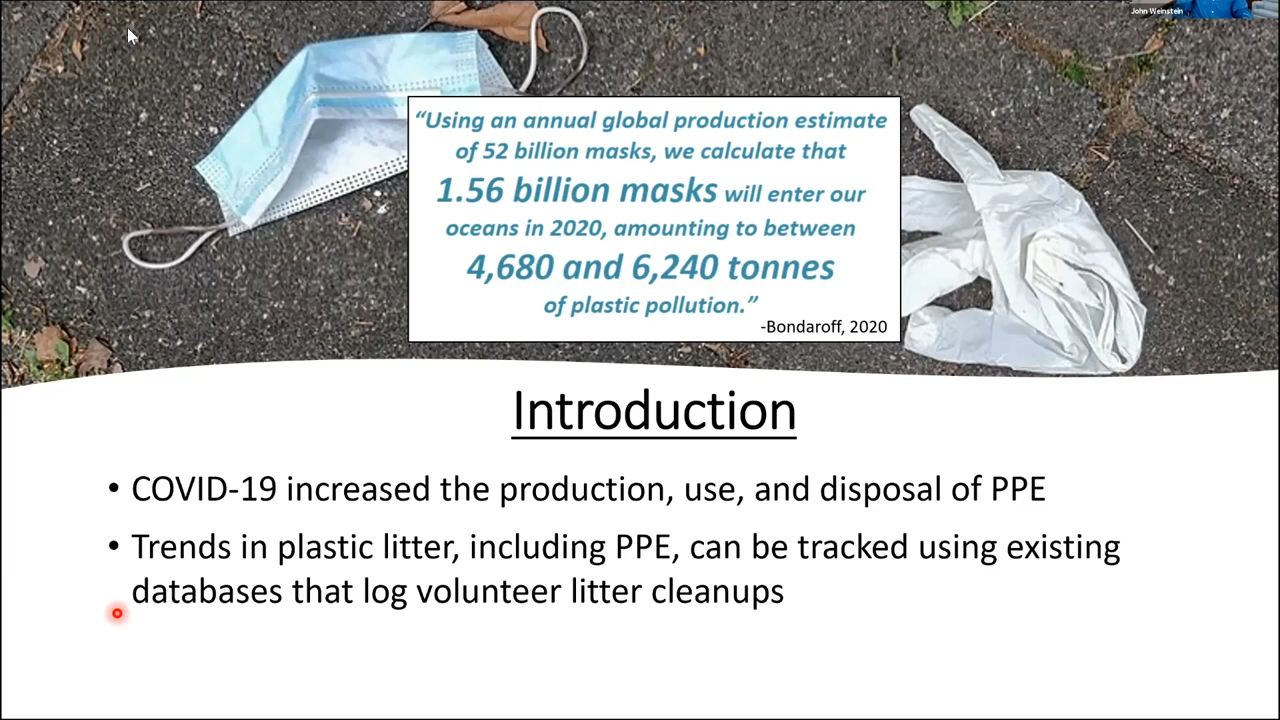 John Weinstein
“Using an annual global production estimate
of 52 billion masks, we calculate that
1.56 billion masks will enter our
oceans in 2020, amounting to between
4,680 and 6,240 tonnes
of plastic pollution.”
-Bondaroff, 2020
Introduction
• COVID-19 increased the production, use, and disposal of PPE
• Trends in plastic litter, including PPE, can be tracked using existing
databases that log volunteer litter cleanups